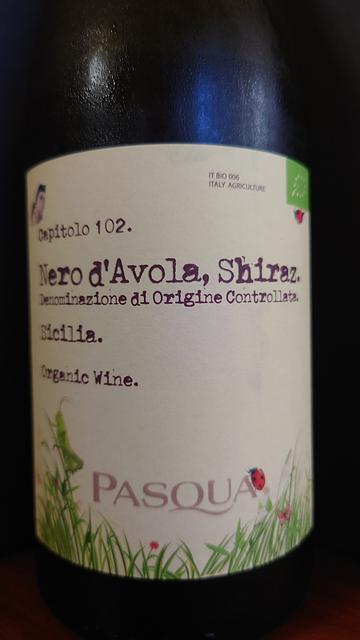 IT BIO 006
ITALY AGRICULTURE
Capitolo 102.
Nero d'Avola, Shiraz.
Denominazione di Origine Controllata.
Sicilia.
Organic Wine.
PASQUA